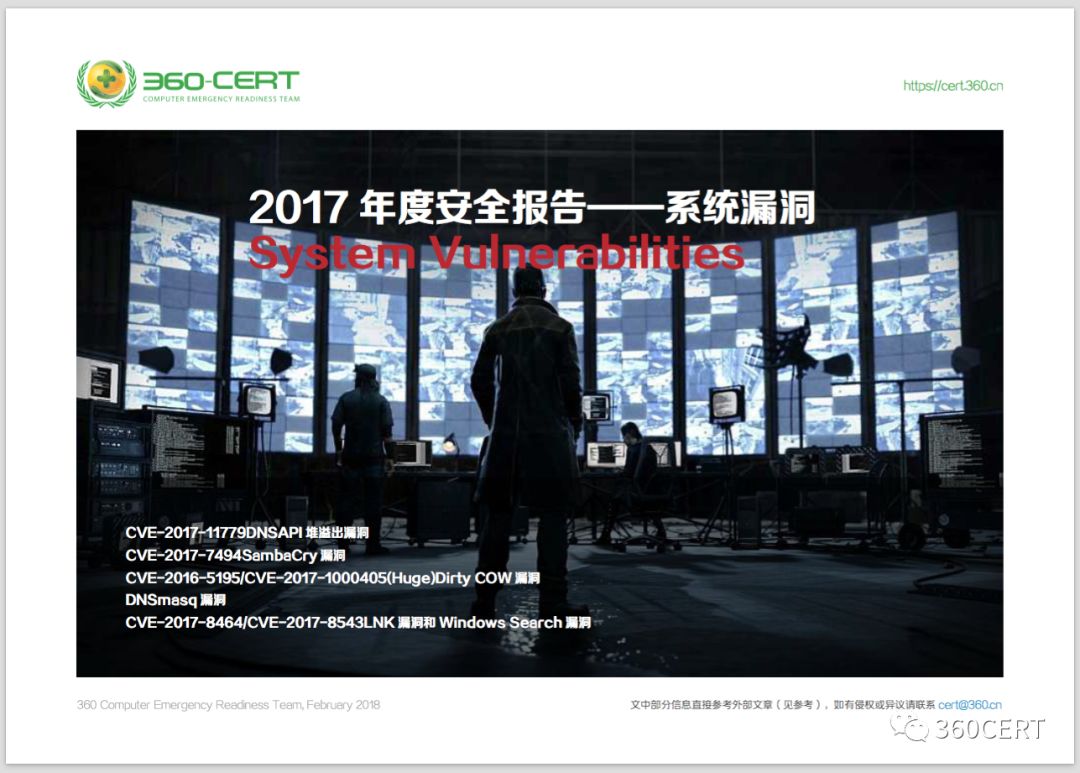 360-CERT
COMPUTER EMERGENCY READINESS TEAM
https://cert.360.cn
2017 年度安全报告——系统漏洞
System Vulnerabilities
CVE-2017-11779DNSAPI 堆溢出漏洞
CVE-2017-7494SambaCry 漏洞
CVE-2016-5195/CVE-2017-1000405(Huge)Dirty COW 漏洞
DNSmasq 漏洞
CVE-2017-8464/CVE-2017-8543LNK 漏洞和 Windows Search 漏洞
360 Computer Emergency Readiness Team, February 2018
文中部分信息直接参考外部文章（见参考），如有侵权或异议请联系 cert@360.cn
360CERT